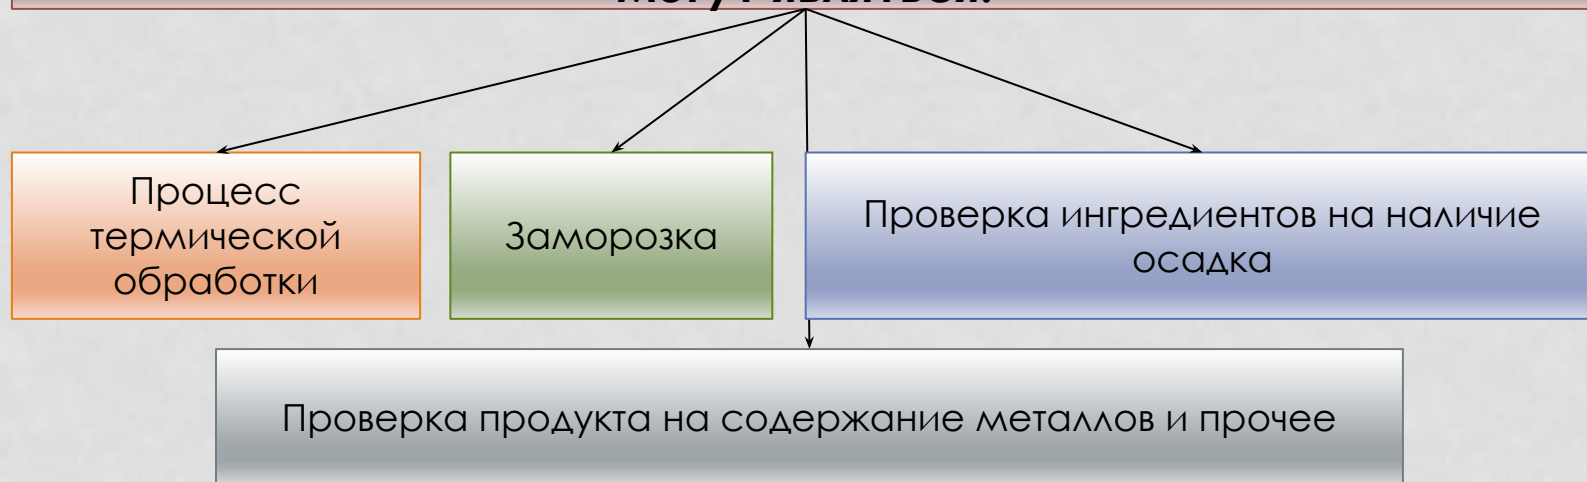 Процесс
термической
обработки
Заморозка
Проверка ингредиентов на наличие
осадка
Проверка продукта на содержание металлов и прочее